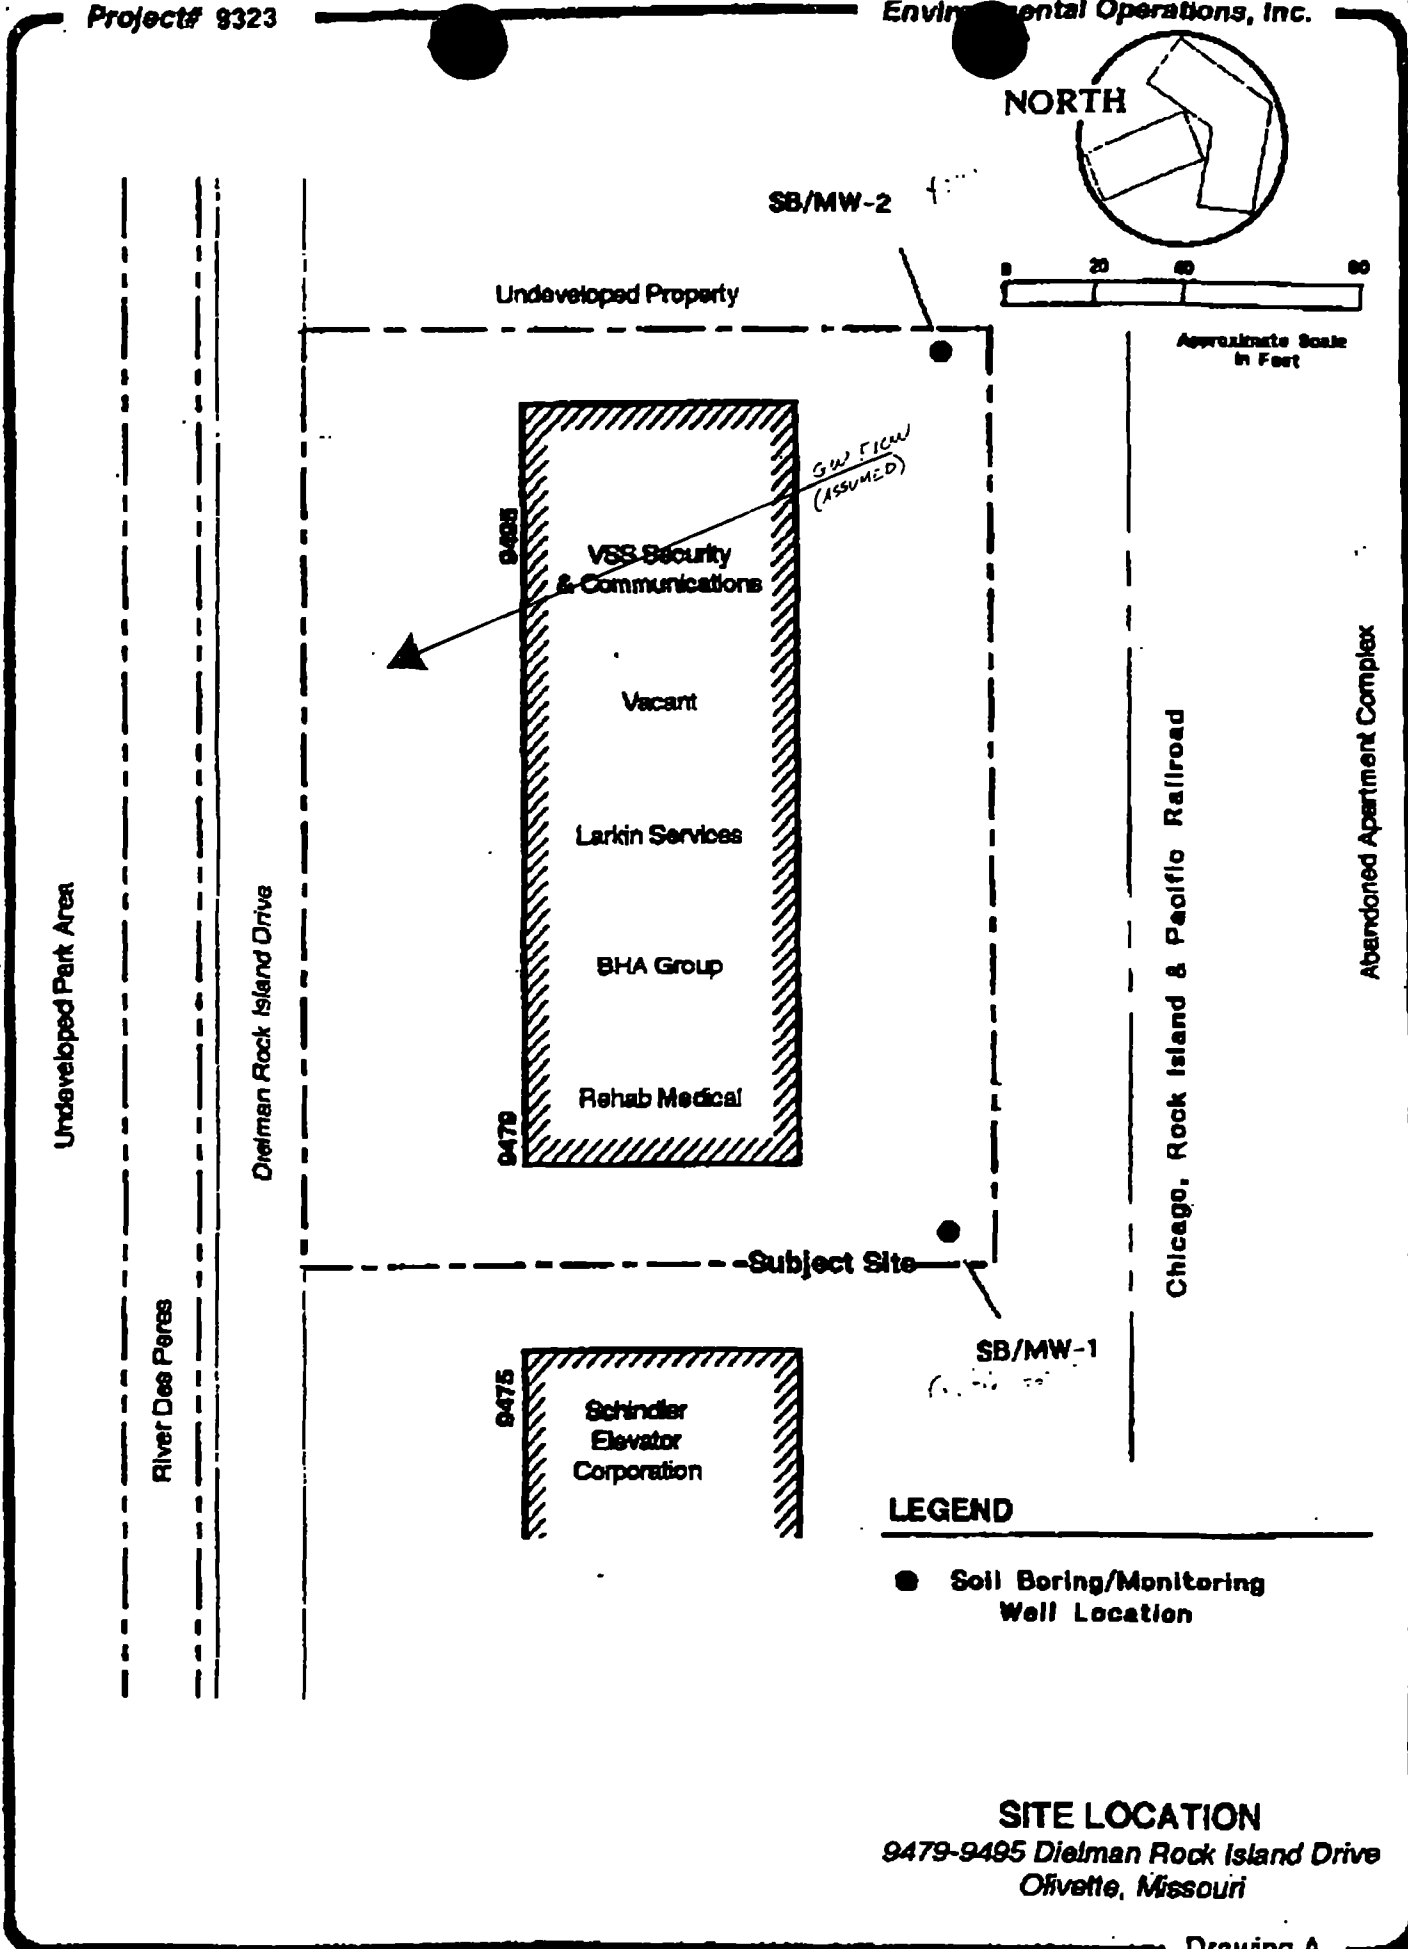 Project# 9323
Operations, Inc.
NORTH
SB/MW-2
0 20 40 80
Approximate Scale
in Feet
Undeveloped Property
GW FLOW
(ASSUMED)
9495
VSS Security
& Communications
Vacant
Larkin Services
BHA Group
Rehab Medical
9479
Undeveloped Park Area
River Des Peres
Dielman Rock Island Drive
Chicago, Rock Island & Pacific Railroad
Abandoned Apartment Complex
Subject Site
SB/MW-1
9475
Schindler
Elevator
Corporation
LEGEND
Soil Boring/Monitoring
Well Location
SITE LOCATION
9479-9495 Dielman Rock Island Drive
Olivette, Missouri
Drawing A